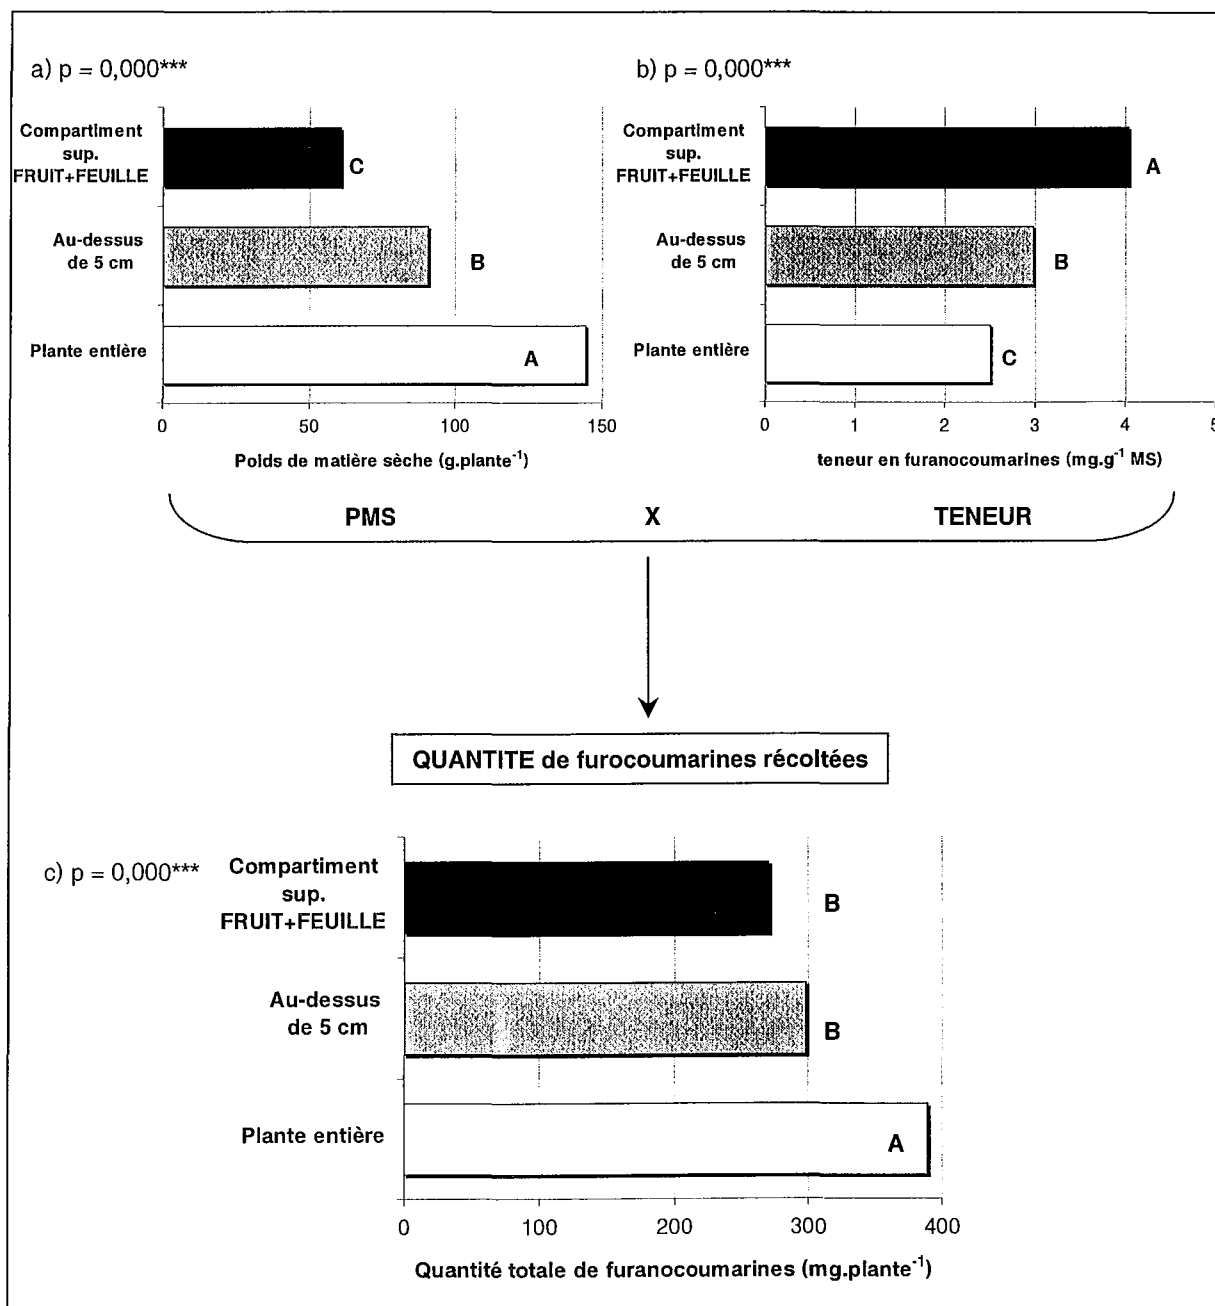 a) p = 0,000***
Compartiment
sup.
FRUIT+FEUILLE
C
Au-dessus
de 5 cm
B
Plante entière
A
0 50 100 150
Poids de matière sèche (g.plante⁻¹)
b) p = 0,000***
Compartiment
sup.
FRUIT+FEUILLE
A
Au-dessus
de 5 cm
B
Plante entière
C
0 1 2 3 4 5
teneur en furanocoumarines (mg.g⁻¹ MS)
PMS X TENEUR
QUANTITE de furocoumarines récoltées
c) p = 0,000***
Compartiment
sup.
FRUIT+FEUILLE
B
Au-dessus
de 5 cm
B
Plante entière
A
0 100 200 300 400
Quantité totale de furanocoumarines (mg.plante⁻¹)